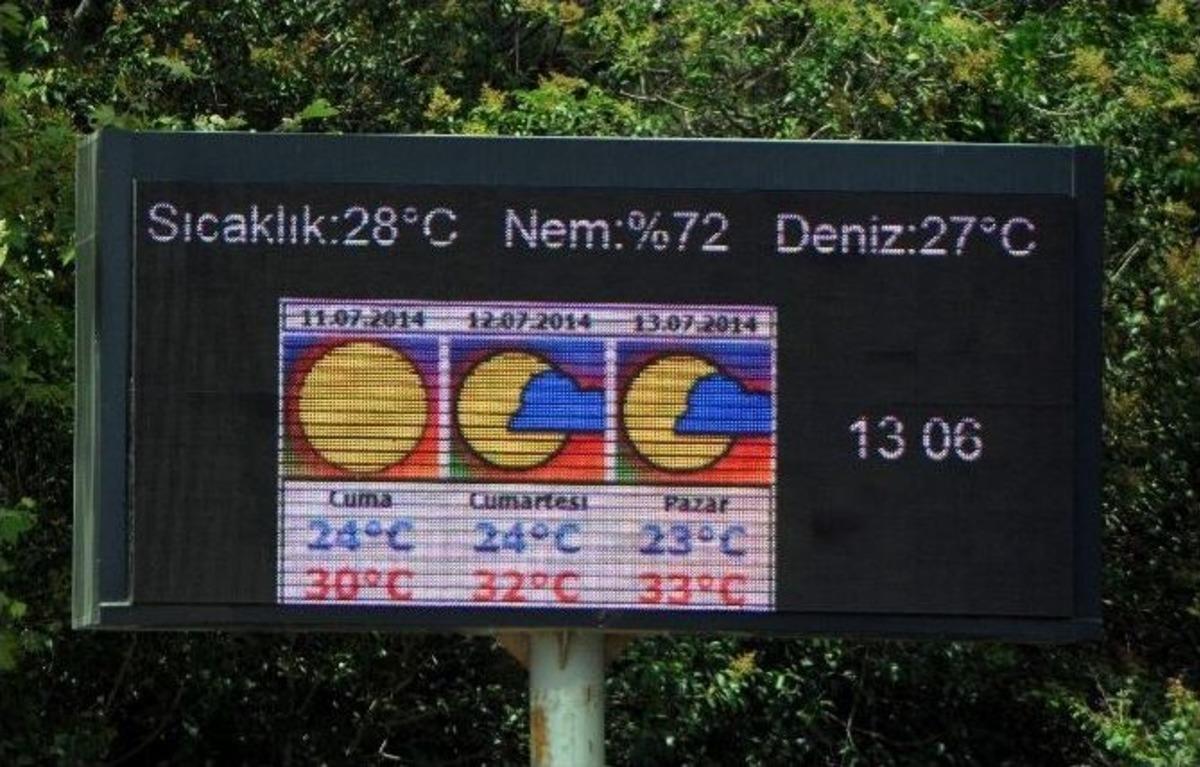 Sıcaklık:28°C Nem:%72 Deniz:27°C
11.07.2014 12.07.2014 13.07.2014
13 06
Cuma Cumartesi Pazar
24°C 24°C 23°C
30°C 32°C 33°C